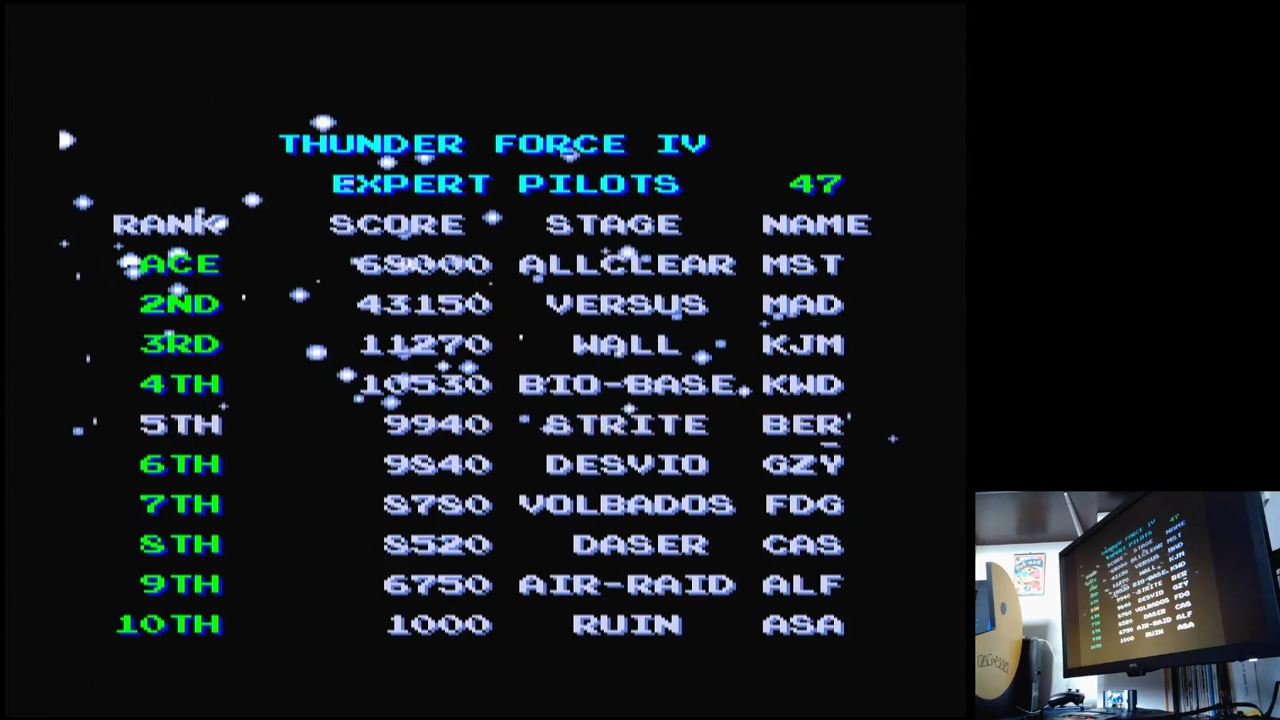 THUNDER FORCE IV
EXPERT PILOTS 47
RANK SCORE STAGE NAME
ACE 69000 ALLCLEAR MST
2ND 43150 VERSUS MAD
3RD 11270 WALL KJM
4TH 10530 BIO-BASE KWD
5TH 9940 STRITE BER
6TH 9840 DESVIO GZY
7TH 8780 VOLBADOS FDG
8TH 8520 DASER CAS
9TH 6750 AIR-RAID ALF
10TH 1000 RUIN ASA